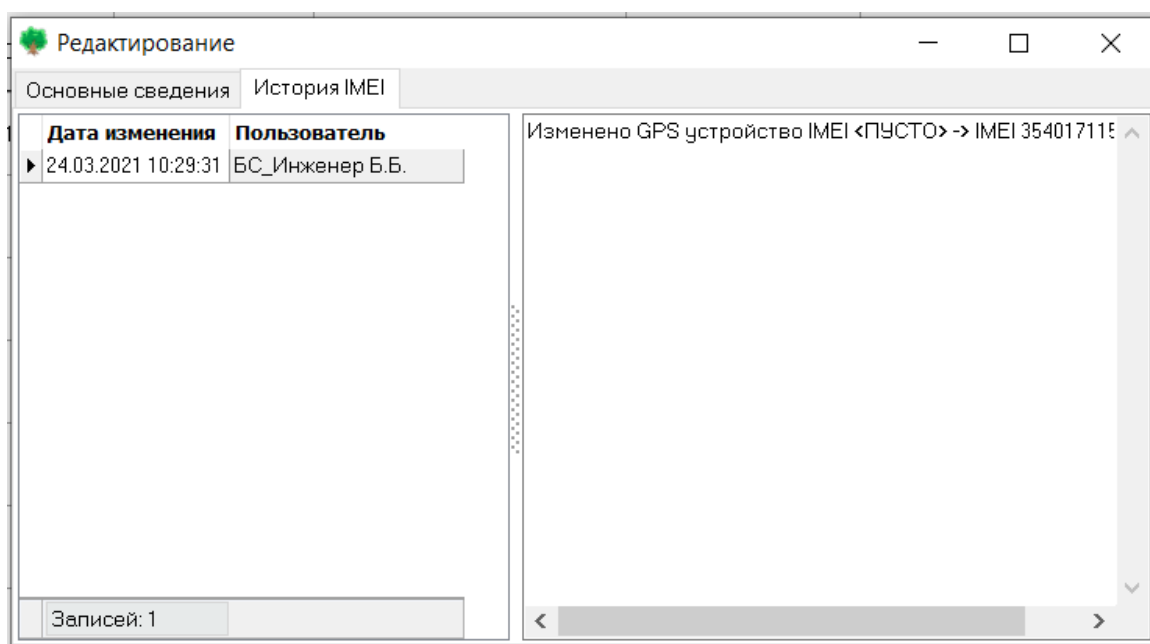 Редактирование
Основные сведения История IMEI
Дата изменения Пользователь
24.03.2021 10:29:31 БС_Инженер Б.Б.
Записей: 1
Изменено GPS устройство IMEI <ПУСТО> -> IMEI 354017115